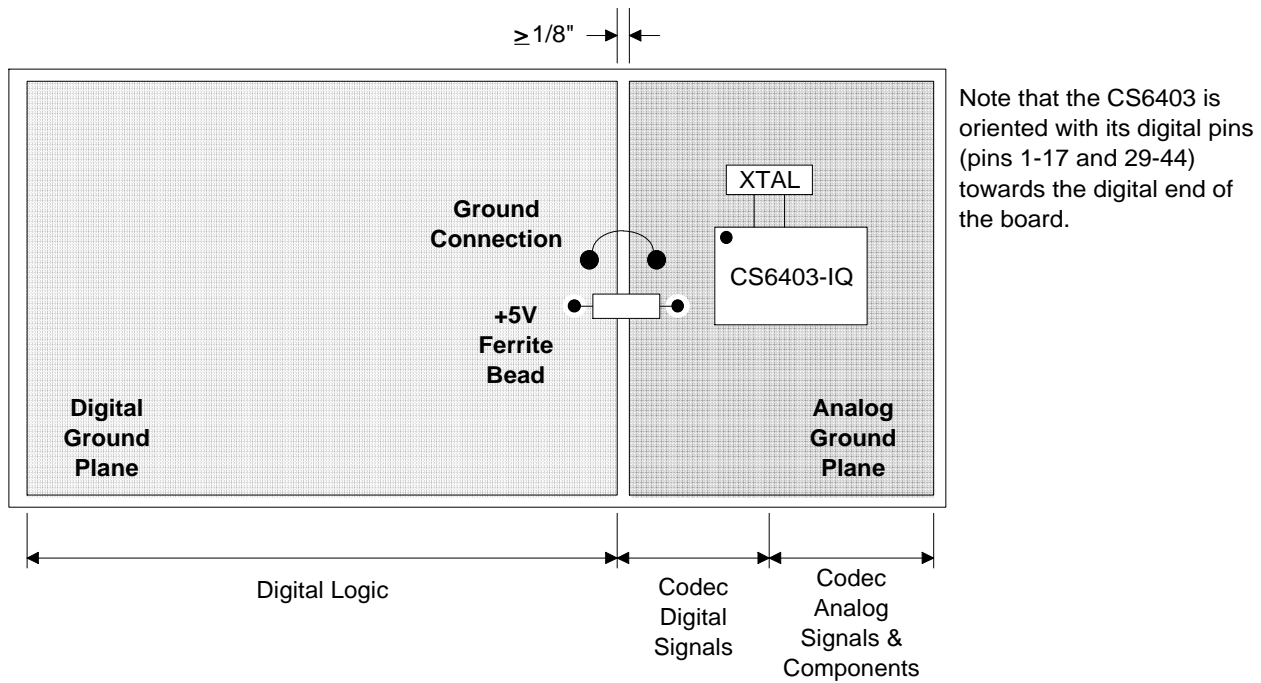 ≥1/8"
Note that the CS6403 is
oriented with its digital pins
(pins 1-17 and 29-44)
towards the digital end of
the board.
XTAL
Ground
Connection
CS6403-IQ
+5V
Ferrite
Bead
Digital
Ground
Plane
Analog
Ground
Plane
Digital Logic
Codec
Digital
Signals
Codec
Analog
Signals &
Components